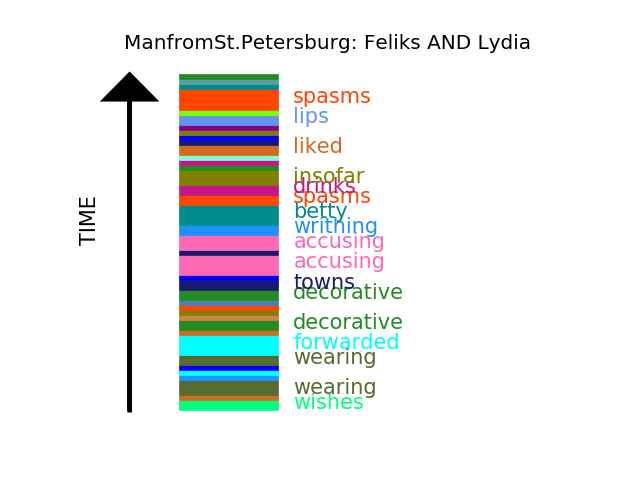 ManfromSt.Petersburg: Feliks AND Lydia
TIME
spasms
lips
liked
insofar
drinks
spasms
betty
writhing
accusing
accusing
towns
decorative
decorative
forwarded
wearing
wearing
wishes